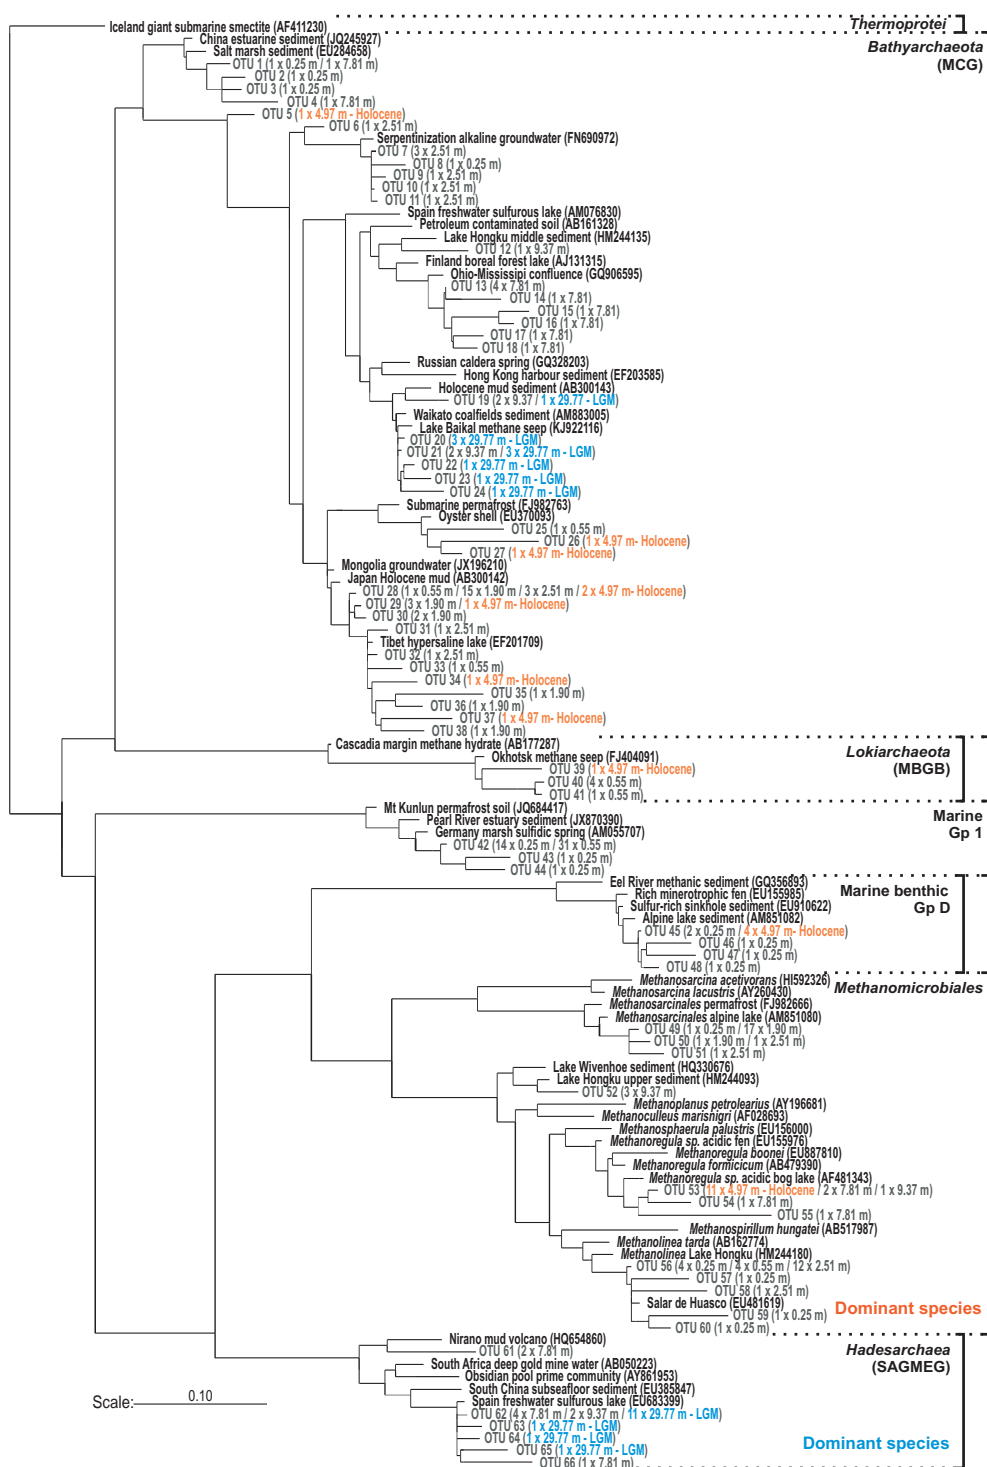 Thermoprotei
Iceland giant submarine smectite (AF411230)
China estuarine sediment (JQ245927)
Bathyarchaeota
(MCG)
Salt marsh sediment (EU284658)
OTU 1 (1 x 0.25 m / 1 x 7.81 m)
OTU 2 (1 x 0.25 m)
OTU 3 (1 x 0.25 m)
OTU 4 (1 x 7.81 m)
OTU 5 (1 x 4.97 m - Holocene)
OTU 6 (1 x 2.51 m)
Serpentinization alkaline groundwater (FN690972)
OTU 7 (3 x 2.51 m)
OTU 8 (1 x 0.25 m)
OTU 9 (1 x 2.51 m)
OTU 10 (1 x 2.51 m)
OTU 11 (1 x 2.51 m)
Spain freshwater sulfurous lake (AM076830)
Petroleum contaminated soil (AB161328)
Lake Hongku middle sediment (HM244135)
OTU 12 (1 x 9.37 m)
Finland boreal forest lake (AJ131315)
Ohio-Mississipi confluence (GQ906595)
OTU 13 (4 x 7.81 m)
OTU 14 (1 x 7.81)
OTU 15 (1 x 7.81)
OTU 16 (1 x 7.81)
OTU 17 (1 x 7.81)
OTU 18 (1 x 7.81)
Russian caldera spring (GQ328203)
Hong Kong harbour sediment (EF203585)
Holocene mud sediment (AB300143)
OTU 19 (2 x 9.37 / 1 x 29.77 - LGM)
Waikato coalfields sediment (AM883005)
Lake Baikal methane seep (KJ922116)
OTU 20 (3 x 29.77 m - LGM)
OTU 21 (2 x 9.37 m / 3 x 29.77 m - LGM)
OTU 22 (1 x 29.77 m - LGM)
OTU 23 (1 x 29.77 m - LGM)
OTU 24 (1 x 29.77 m - LGM)
Submarine permafrost (FJ982763)
Oyster shell (EU370093)
OTU 25 (1 x 0.55 m)
OTU 26 (1 x 4.97 m- Holocene)
OTU 27 (1 x 4.97 m- Holocene)
Mongolia groundwater (JX196210)
Japan Holocene mud (AB300142)
OTU 28 (1 x 0.55 m / 15 x 1.90 m / 3 x 2.51 m / 2 x 4.97 m- Holocene)
OTU 29 (3 x 1.90 m / 1 x 4.97 m- Holocene)
OTU 30 (2 x 1.90 m)
OTU 31 (1 x 2.51 m)
Tibet hypersaline lake (EF201709)
OTU 32 (1 x 2.51 m)
OTU 33 (1 x 0.55 m)
OTU 34 (1 x 4.97 m- Holocene)
OTU 35 (1 x 1.90 m)
OTU 36 (1 x 1.90 m)
OTU 37 (1 x 4.97 m- Holocene)
OTU 38 (1 x 1.90 m)
Cascadia margin methane hydrate (AB177287)
Lokiarchaeota
(MBGB)
Okhotsk methane seep (FJ404091)
OTU 39 (1 x 4.97 m- Holocene)
OTU 40 (4 x 0.55 m)
OTU 41 (1 x 0.55 m)
Mt Kunlun permafrost soil (JQ684417)
Marine
Gp 1
Pearl River estuary sediment (JX870390)
Germany marsh sulfidic spring (AM055707)
OTU 42 (14 x 0.25 m / 31 x 0.55 m)
OTU 43 (1 x 0.25 m)
OTU 44 (1 x 0.25 m)
Eel River methanic sediment (GQ356893)
Marine benthic
Gp D
Rich minerotrophic fen (EU155985)
Sulfur-rich sinkhole sediment (EU910622)
Alpine lake sediment (AM851082)
OTU 45 (2 x 0.25 m / 4 x 4.97 m- Holocene)
OTU 46 (1 x 0.25 m)
OTU 47 (1 x 0.25 m)
OTU 48 (1 x 0.25 m)
Methanosarcina acetivorans (HI592326)
Methanomicrobiales
Methanosarcina lacustris (AY260430)
Methanosarcinales permafrost (FJ982666)
Methanosarcinales alpine lake (AM851080)
OTU 49 (1 x 0.25 m / 17 x 1.90 m)
OTU 50 (1 x 1.90 m / 1 x 2.51 m)
OTU 51 (1 x 2.51 m)
Lake Wivenhoe sediment (HQ330676)
Lake Hongku upper sediment (HM244093)
OTU 52 (3 x 9.37 m)
Methanoplanus petrolearius (AY196681)
Methanoculleus marisnigri (AF028693)
Methanosphaerula palustris (EU156000)
Methanoregula sp. acidic fen (EU155976)
Methanoregula boonei (EU887810)
Methanoregula formicicum (AB479390)
Methanoregula sp. acidic bog lake (AF481343)
OTU 53 (11 x 4.97 m - Holocene / 2 x 7.81 m / 1 x 9.37 m)
OTU 54 (1 x 7.81 m)
OTU 55 (1 x 7.81 m)
Methanospirillum hungatei (AB517987)
Methanolinea tarda (AB162774)
Methanolinea Lake Hongku (HM244180)
OTU 56 (4 x 0.25 m / 4 x 0.55 m / 12 x 2.51 m)
OTU 57 (1 x 0.25 m)
OTU 58 (1 x 2.51 m)
Salar de Huasco (EU481619)
Dominant species
OTU 59 (1 x 0.25 m)
OTU 60 (1 x 0.25 m)
Nirano mud volcano (HQ654860)
Hadesarchaea
(SAGMEG)
OTU 61 (2 x 7.81 m)
South Africa deep gold mine water (AB050223)
Obsidian pool prime community (AY861953)
South China subseafloor sediment (EU385847)
Spain freshwater sulfurous lake (EU683399)
Scale:
0.10
OTU 62 (4 x 7.81 m / 2 x 9.37 m / 11 x 29.77 m - LGM)
OTU 63 (1 x 29.77 m - LGM)
OTU 64 (1 x 29.77 m - LGM)
Dominant species
OTU 65 (1 x 29.77 m - LGM)
OTU 66 (1 x 7.81 m)